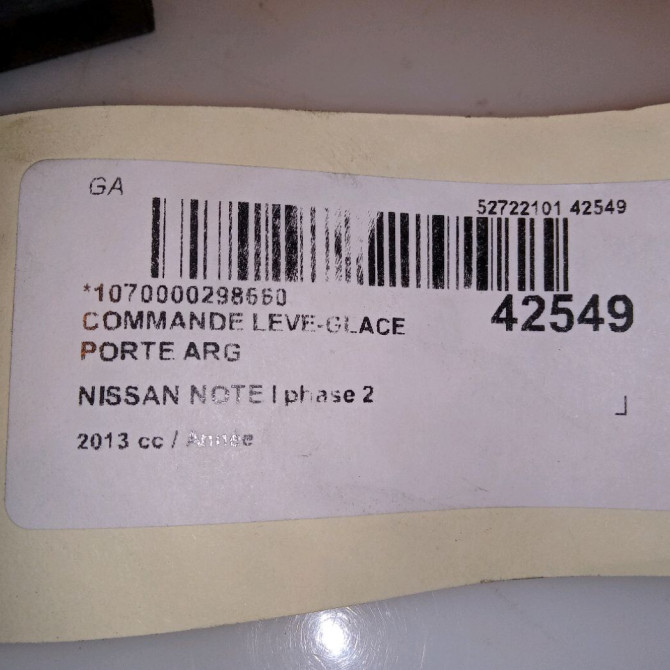 GA
52722101 42549
*1070000298660
42549
COMMANDE LEVE-GLACE
PORTE ARG
NISSAN NOTE I phase 2
2013 cc / Année